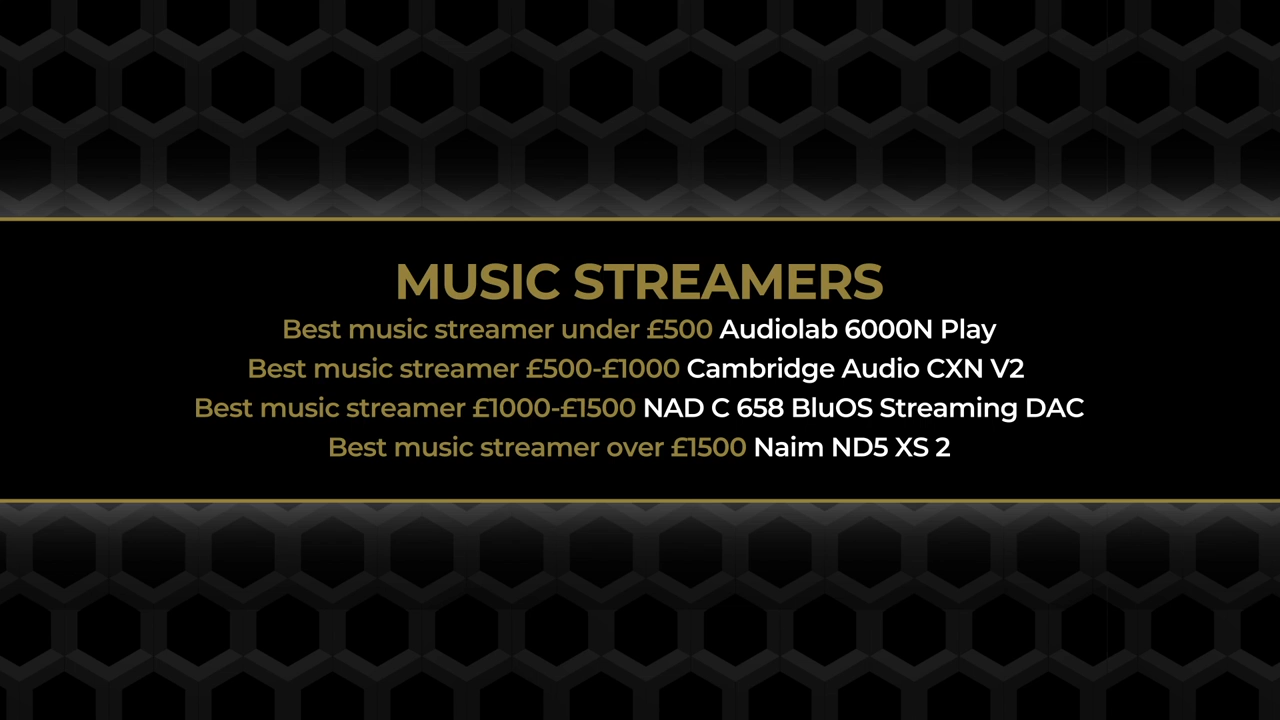 MUSIC STREAMERS
Best music streamer under £500 Audiolab 6000N Play
Best music streamer £500-£1000 Cambridge Audio CXN V2
Best music streamer £1000-£1500 NAD C 658 BluOS Streaming DAC
Best music streamer over £1500 Naim ND5 XS 2